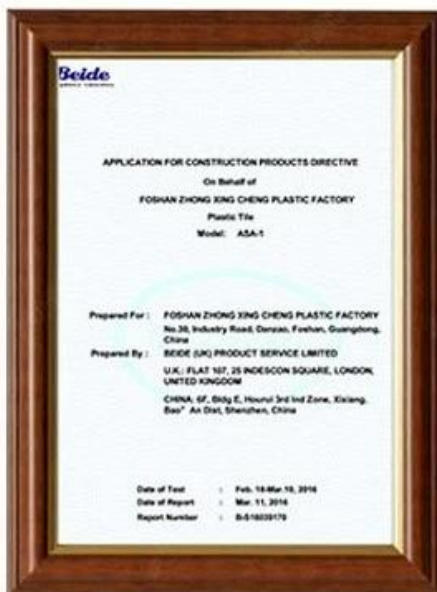 Beide
APPLICATION FOR CONSTRUCTION PRODUCTS DIRECTIVE
On Behalf of
FOSHAN ZHONG XING CHENG PLASTIC FACTORY
Plastic Tile
Model: ASA-1
Prepared For : FOSHAN ZHONG XING CHENG PLASTIC FACTORY
No.30, Industry Road, Danzao, Foshan, Guangdong,
China
Prepared By : BEIDE (UK) PRODUCT SERVICE LIMITED
U.K.: FLAT 107, 25 INDESCON SQUARE, LONDON,
UNITED KINGDOM
CHINA: 6F, Bldg E, Hourui 3rd Ind Zone, Xixiang,
Bao" An Dist, Shenzhen, China
Date of Test : Feb. 18-Mar.10, 2016
Date of Report : Mar. 11, 2016
Report Number :